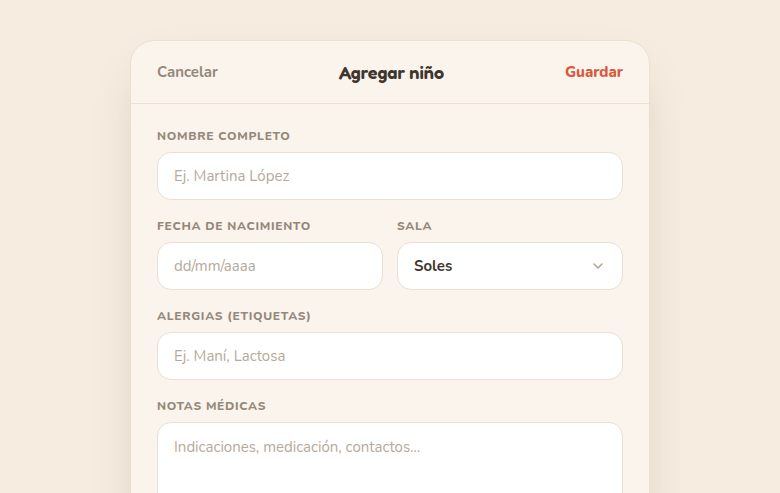 Cancelar Agregar niño Guardar
NOMBRE COMPLETO
Ej. Martina López
FECHA DE NACIMIENTO SALA
dd/mm/aaaa Soles
ALERGIAS (ETIQUETAS)
Ej. Maní, Lactosa
NOTAS MÉDICAS
Indicaciones, medicación, contactos...